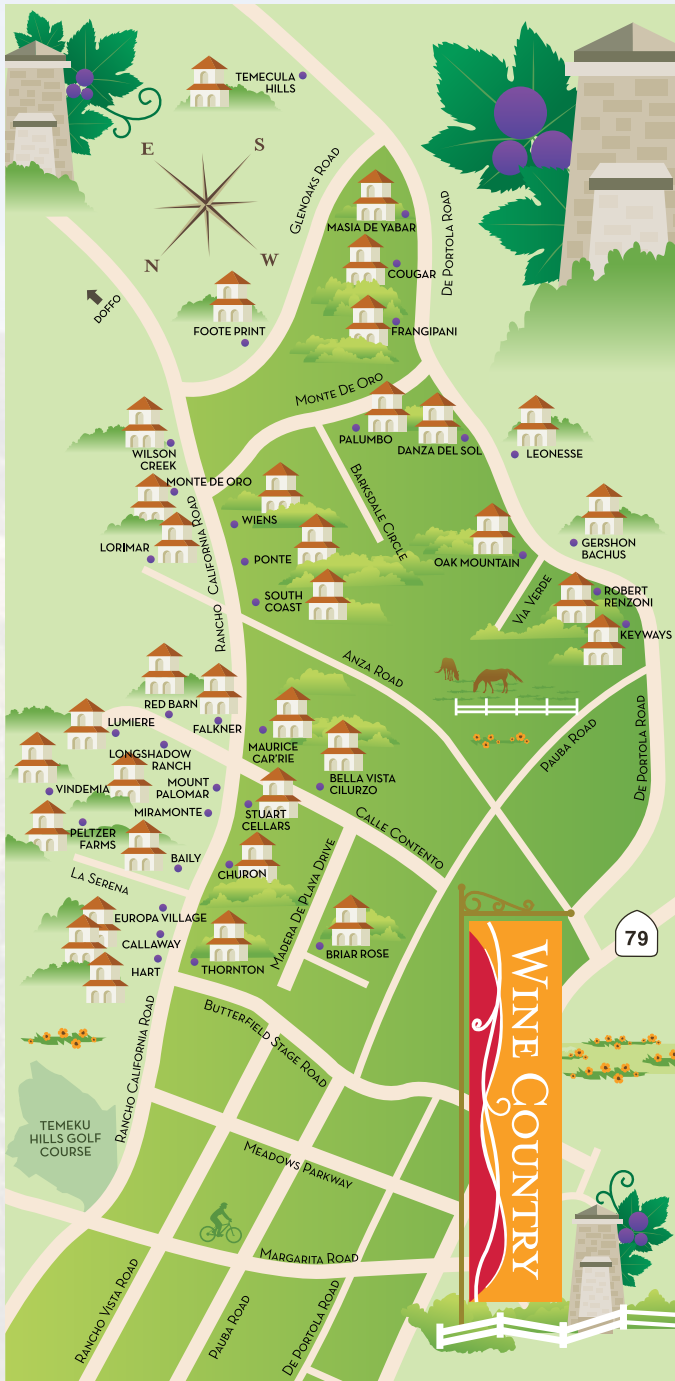 TEMECULA
HILLS
E
S
N
W
GLENOAKS ROAD
MASIA DE YABAR
DE PORTOLA ROAD
COUGAR
DOFFO
FOOTE PRINT
FRANGIPANI
MONTE DE ORO
PALUMBO
DANZA DEL SOL
LEONESSE
WILSON
CREEK
MONTE DE ORO
BARKSDALE CIRCLE
WIENS
LORIMAR
PONTE
OAK MOUNTAIN
GERSHON
BACHUS
RANCHO CALIFORNIA ROAD
SOUTH
COAST
VIA VERDE
ROBERT
RENZONI
KEYWAYS
ANZA ROAD
RED BARN
LUMIERE
FALKNER
PAUBA ROAD
DE PORTOLA ROAD
LONGSHADOW
RANCH
MAURICE
CAR'RIE
VINDEMIA
MOUNT
PALOMAR
BELLA VISTA
CILURZO
MIRAMONTE
STUART
CELLARS
CALLE CONTENTO
PELTZER
FARMS
BAILY
CHURON
MADERA DE PLAYA DRIVE
LA SERENA
EUROPA VILLAGE
CALLAWAY
HART
THORNTON
BRIAR ROSE
79
WINE COUNTRY
BUTTERFIELD STAGE ROAD
RANCHO CALIFORNIA ROAD
TEMEKU
HILLS GOLF
COURSE
MEADOWS PARKWAY
MARGARITA ROAD
RANCHO VISTA ROAD
PAUBA ROAD
DE PORTOLA ROAD